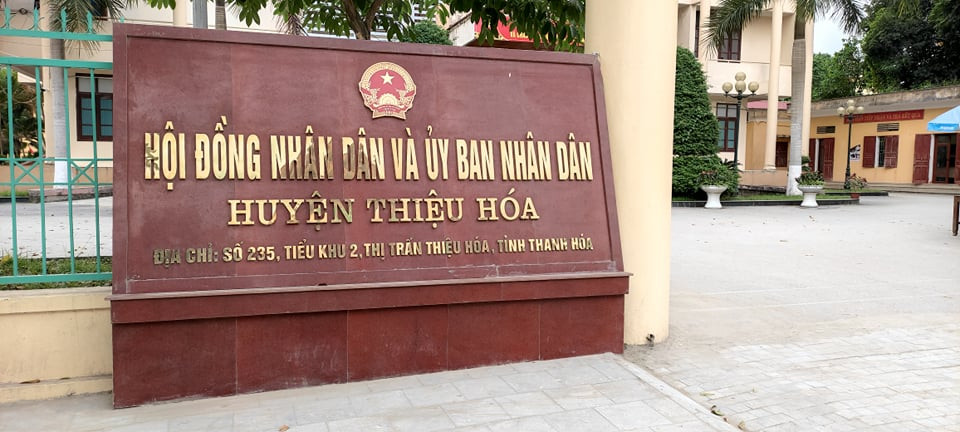 HỘI ĐỒNG NHÂN DÂN VÀ ỦY BAN NHÂN DÂN
HUYỆN THIỆU HÓA
ĐỊA CHỈ: SỐ 235, TIỂU KHU 2, THỊ TRẤN THIỆU HÓA, TỈNH THANH HÓA